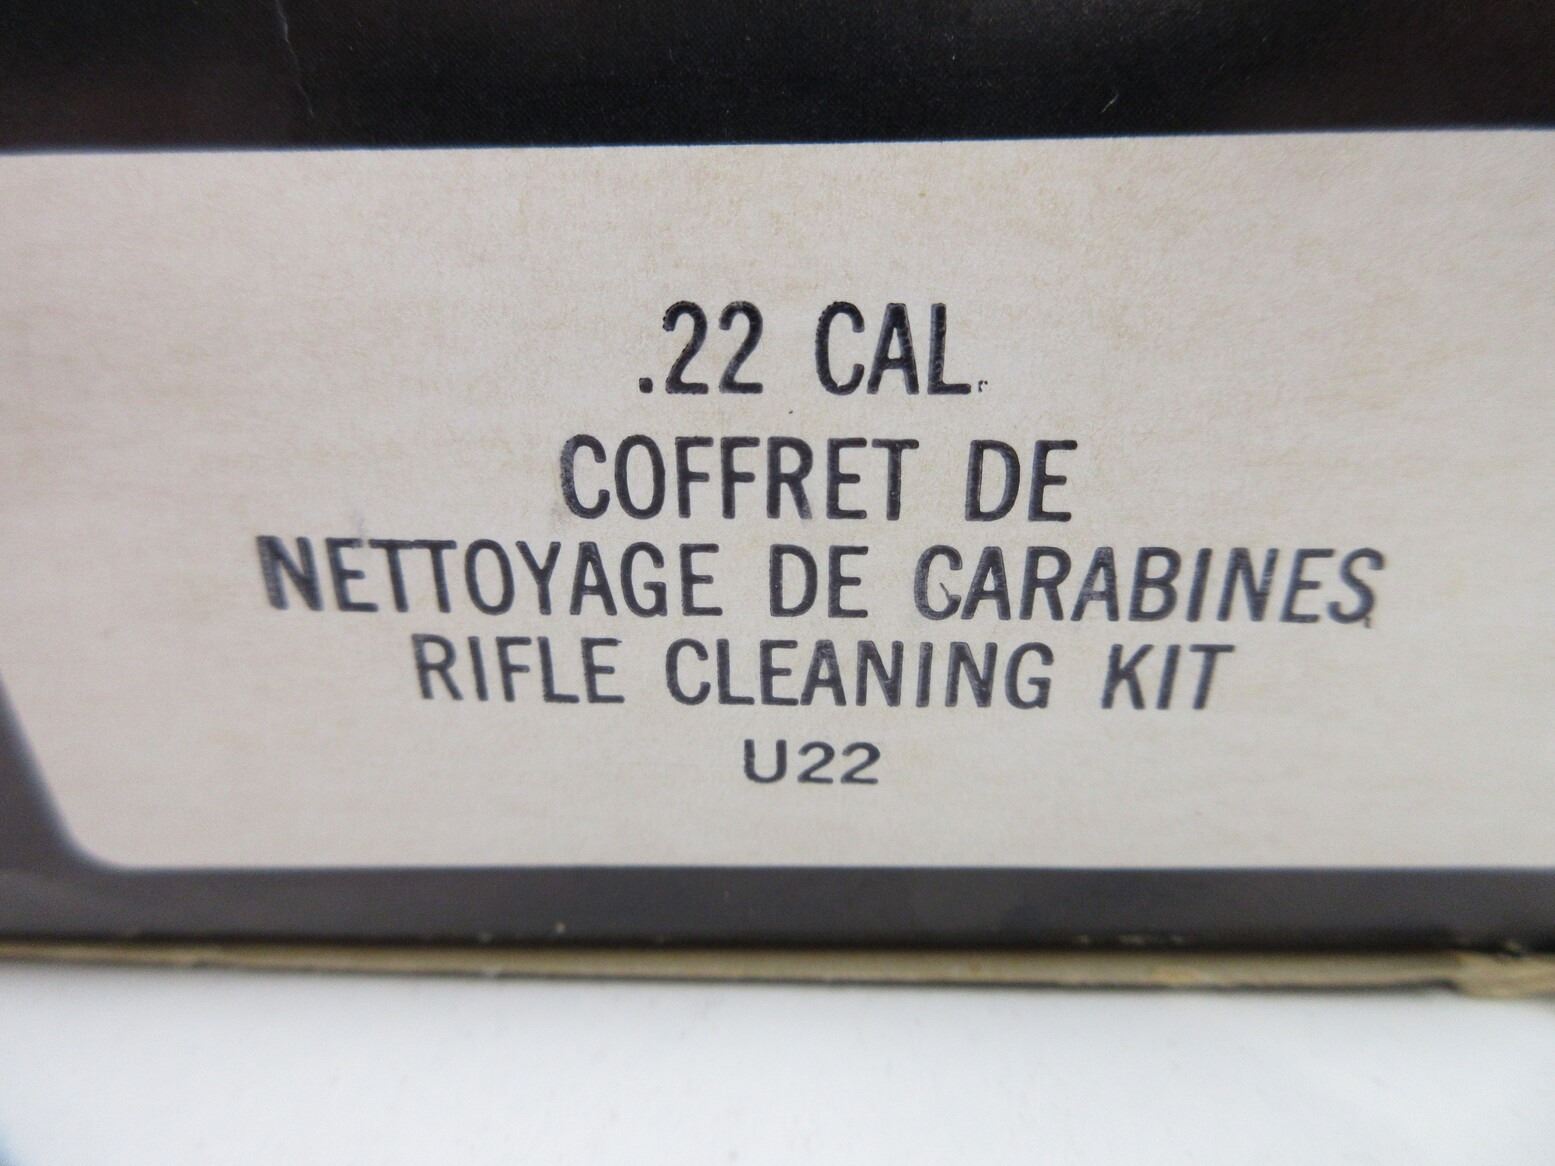 .22 CAL.
COFFRET DE
NETTOYAGE DE CARABINES
RIFLE CLEANING KIT
U22